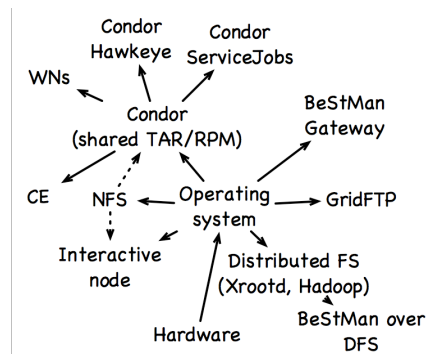 Condor
Hawkeye
Condor
ServiceJobs
WNs
BeStMan
Gateway
Condor
(shared TAR/RPM)
CE
NFS
Operating
system
GridFTP
Interactive
node
Distributed FS
(Xrootd, Hadoop)
BeStMan over
DFS
Hardware